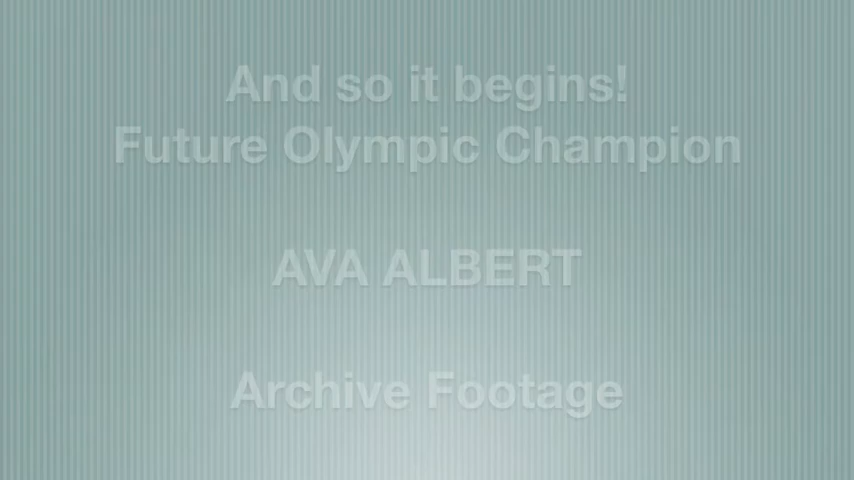 And so it begins!
Future Olympic Champion
AVA ALBERT
Archive Footage